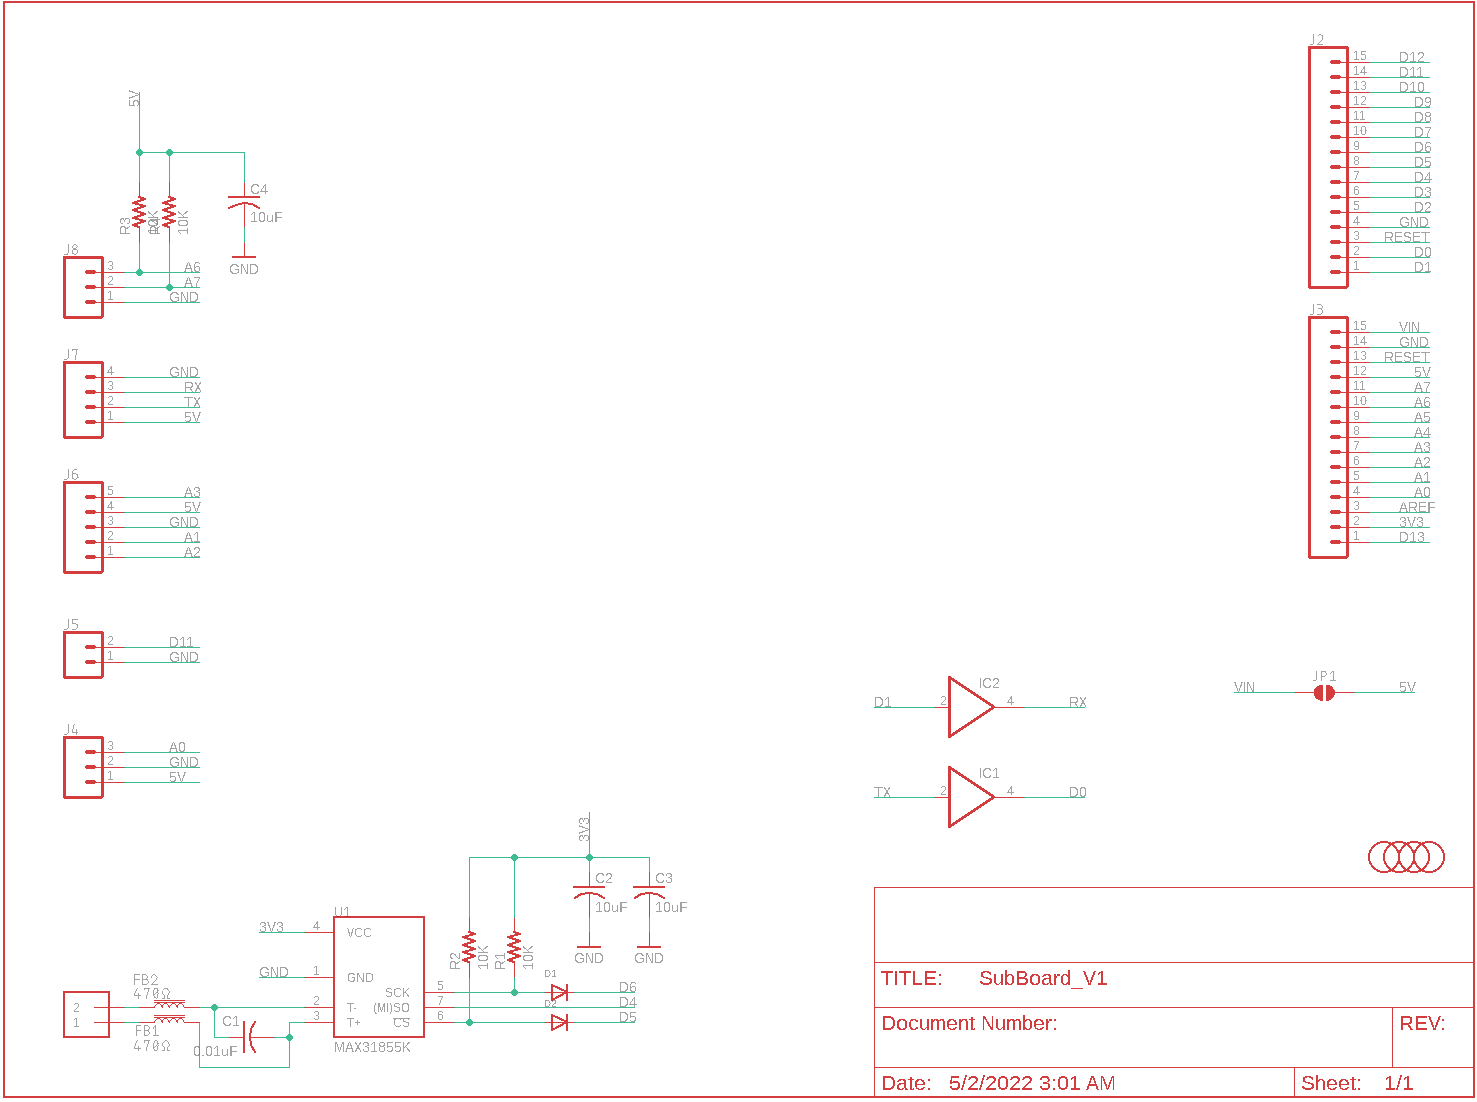 5V
R3
10K
R4
10K
C4
10uF
GND
J8
3 A6
2 A7
1 GND
J7
4 GND
3 RX
2 TX
1 5V
J6
5 A3
4 5V
3 GND
2 A1
1 A2
J5
2 D11
1 GND
J4
3 A0
2 GND
1 5V
J2
15 D12
14 D11
13 D10
12 D9
11 D8
10 D7
9 D6
8 D5
7 D4
6 D3
5 D2
4 GND
3 RESET
2 D0
1 D1
J3
15 VIN
14 GND
13 RESET
12 5V
11 A7
10 A6
9 A5
8 A4
7 A3
6 A2
5 A1
4 A0
3 AREF
2 3V3
1 D13
IC2
D1 2 4 RX
IC1
TX 2 4 D0
JP1
VIN 5V
3V3
C2
10uF
GND
C3
10uF
GND
R2
10K
R1
10K
U1
3V3 4 VCC
GND 1 GND
2 T-
3 T+
SCK 5
(MI)SO 7
CS 6
MAX31855K
D1 D6
D4
D2 D5
FB2
470Ω
2
1
FB1
470Ω
C1
0.01uF
TITLE: SubBoard_V1
Document Number:
REV:
Date: 5/2/2022 3:01 AM
Sheet: 1/1